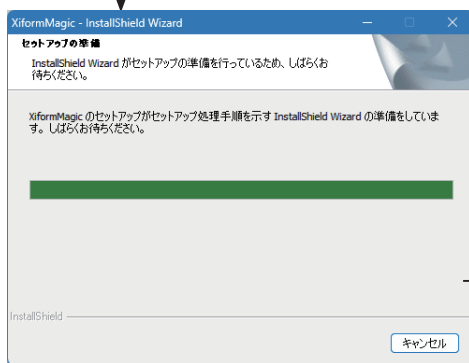 XiformMagic - InstallShield Wizard
セットアップの準備
InstallShield Wizard がセットアップの準備を行っているため、しばらくお
待ちください。
XiformMagic のセットアップがセットアップ処理手順を示す InstallShield Wizard の準備をしていま
す。しばらくお待ちください。
InstallShield
キャンセル